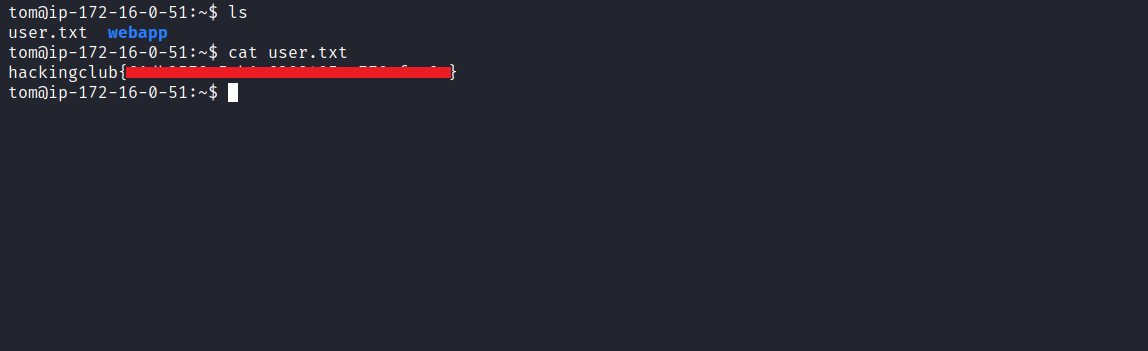 tom@ip-172-16-0-51:~$ ls
user.txt  webapp
tom@ip-172-16-0-51:~$ cat user.txt
hackingclub{}
tom@ip-172-16-0-51:~$